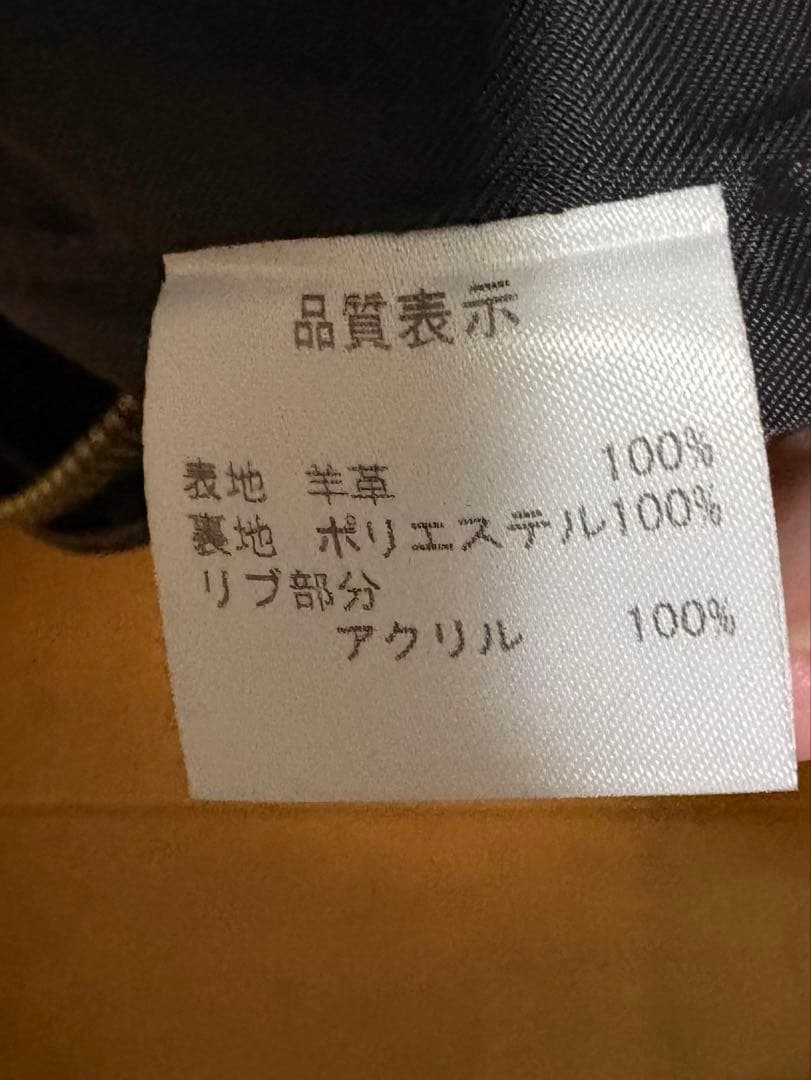 品質表示
表地 羊革 100%
裏地 ポリエステル100%
リブ部分
アクリル 100%